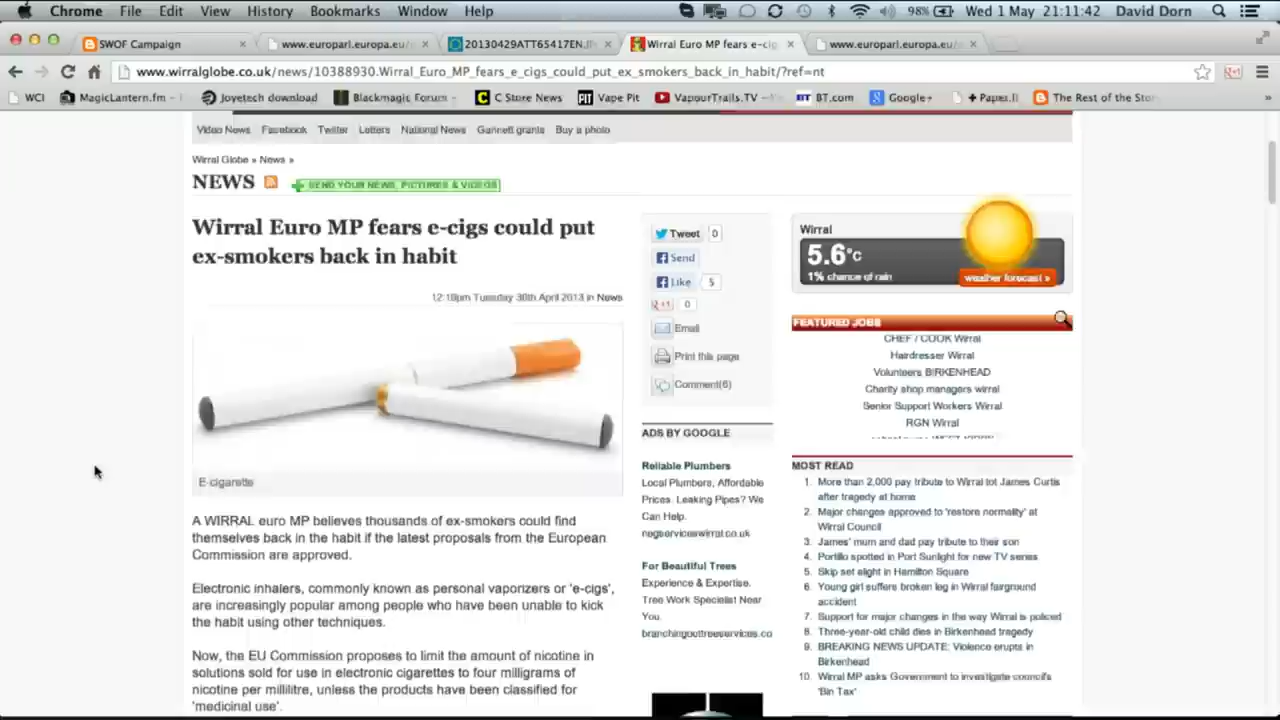 Chrome File Edit View History Bookmarks Window Help 98% Wed 1 May 21:11:42 David Dorn
SWOF Campaign www.europarl.europa.eu/ 20130429ATT65417EN. Wirral Euro MP fears e-cig www.europarl.europa.eu/
www.wirralglobe.co.uk/news/10388930.Wirral_Euro_MP_fears_e_cigs_could_put_ex_smokers_back_in_habit/?ref=nt
WCI MagicLantern.fm – Joyetech download Blackmagic Forum C Store News Vape Pit VapourTrails.TV – BT.com Google+ + Paper.li The Rest of the Stor »
Video News Facebook Twitter Letters National News Gannett grants Buy a photo
Wirral Globe » News »
NEWS SEND YOUR NEWS, PICTURES & VIDEOS
Wirral Euro MP fears e-cigs could put
ex-smokers back in habit
12:18pm Tuesday 30th April 2013 in News
E-cigarette
A WIRRAL euro MP believes thousands of ex-smokers could find
themselves back in the habit if the latest proposals from the European
Commission are approved.
Electronic inhalers, commonly known as personal vaporizers or 'e-cigs',
are increasingly popular among people who have been unable to kick
the habit using other techniques.
Now, the EU Commission proposes to limit the amount of nicotine in
solutions sold for use in electronic cigarettes to four milligrams of
nicotine per millilitre, unless the products have been classified for
'medicinal use'.
Tweet 0
Send
Like 5
+1 0
Email
Print this page
Comment(6)
ADS BY GOOGLE
Reliable Plumbers
Local Plumbers, Affordable
Prices. Leaking Pipes? We
Can Help.
nagserviceswirral.co.uk
For Beautiful Trees
Experience & Expertise.
Tree Work Specialist Near
You.
branchingouttreeservices.co
Wirral
5.6°c
1% chance of rain
weather forecast »
FEATURED JOBS
CHEF / COOK Wirral
Hairdresser Wirral
Volunteers BIRKENHEAD
Charity shop managers wirral
Senior Support Workers Wirral
RGN Wirral
MOST READ
1. More than 2,000 pay tribute to Wirral tot James Curtis
after tragedy at home
2. Major changes approved to 'restore normality' at
Wirral Council
3. James' mum and dad pay tribute to their son
4. Portillo spotted in Port Sunlight for new TV series
5. Skip set alight in Hamilton Square
6. Young girl suffers broken leg in Wirral fairground
accident
7. Support for major changes in the way Wirral is policed
8. Three-year-old child dies in Birkenhead tragedy
9. BREAKING NEWS UPDATE: Violence erupts in
Birkenhead
10. Wirral MP asks Government to investigate council's
'Bin Tax'